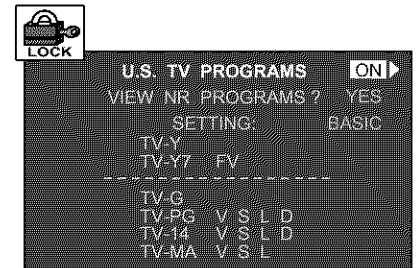 LOCK
U.S. TV PROGRAMS ON
VIEW NR PROGRAMS ? YES
SETTING: BASIC
TV-Y
TV-Y7 FV
TV-G
TV-PG V S L D
TV-14 V S L D
TV-MA V S L